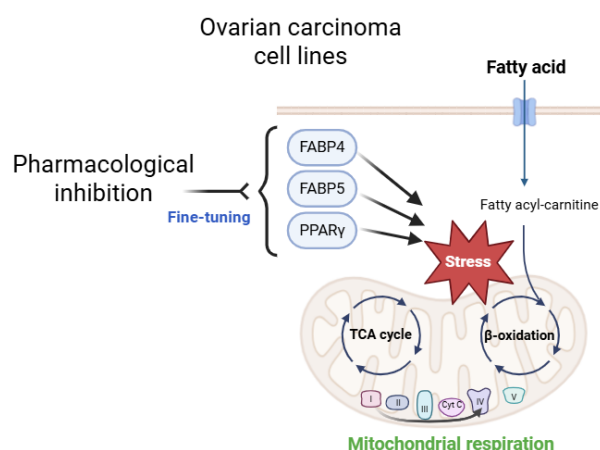 Ovarian carcinoma
cell lines
Fatty acid
FABP4
Pharmacological
inhibition
FABP5
Fine-tuning
PPARγ
Fatty acyl-carnitine
Stress
TCA cycle
β-oxidation
I
II
III
Cyt C
IV
V
Mitochondrial respiration